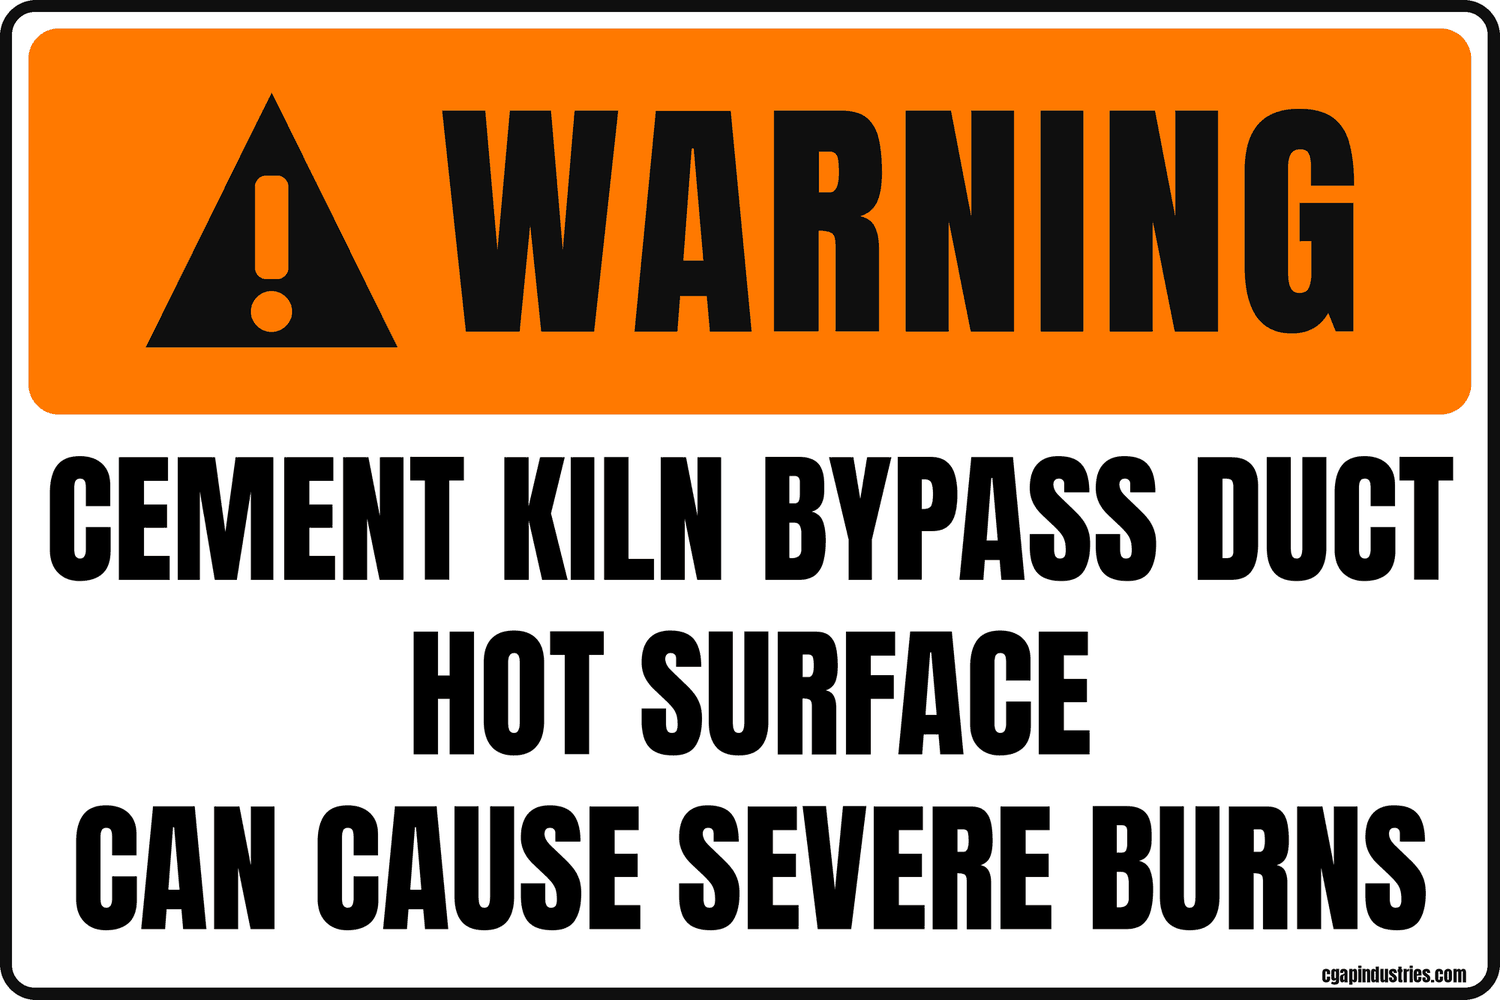 WARNING
CEMENT KILN BYPASS DUCT
HOT SURFACE
CAN CAUSE SEVERE BURNS
cgapindustries.com